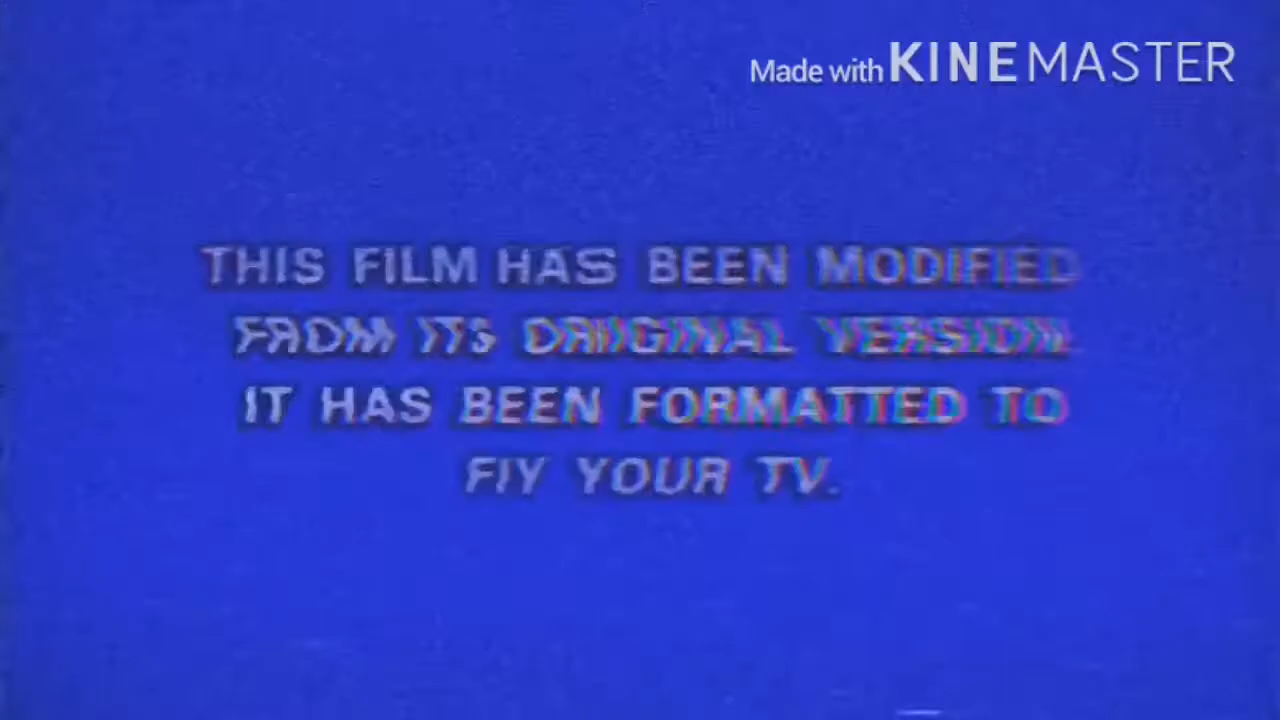 Made with KINEMASTER
THIS FILM HAS BEEN MODIFIED
FROM ITS ORIIGINAL VERSION.
IT HAS BEEN FORMATTED TO
FIY YOUR TV.